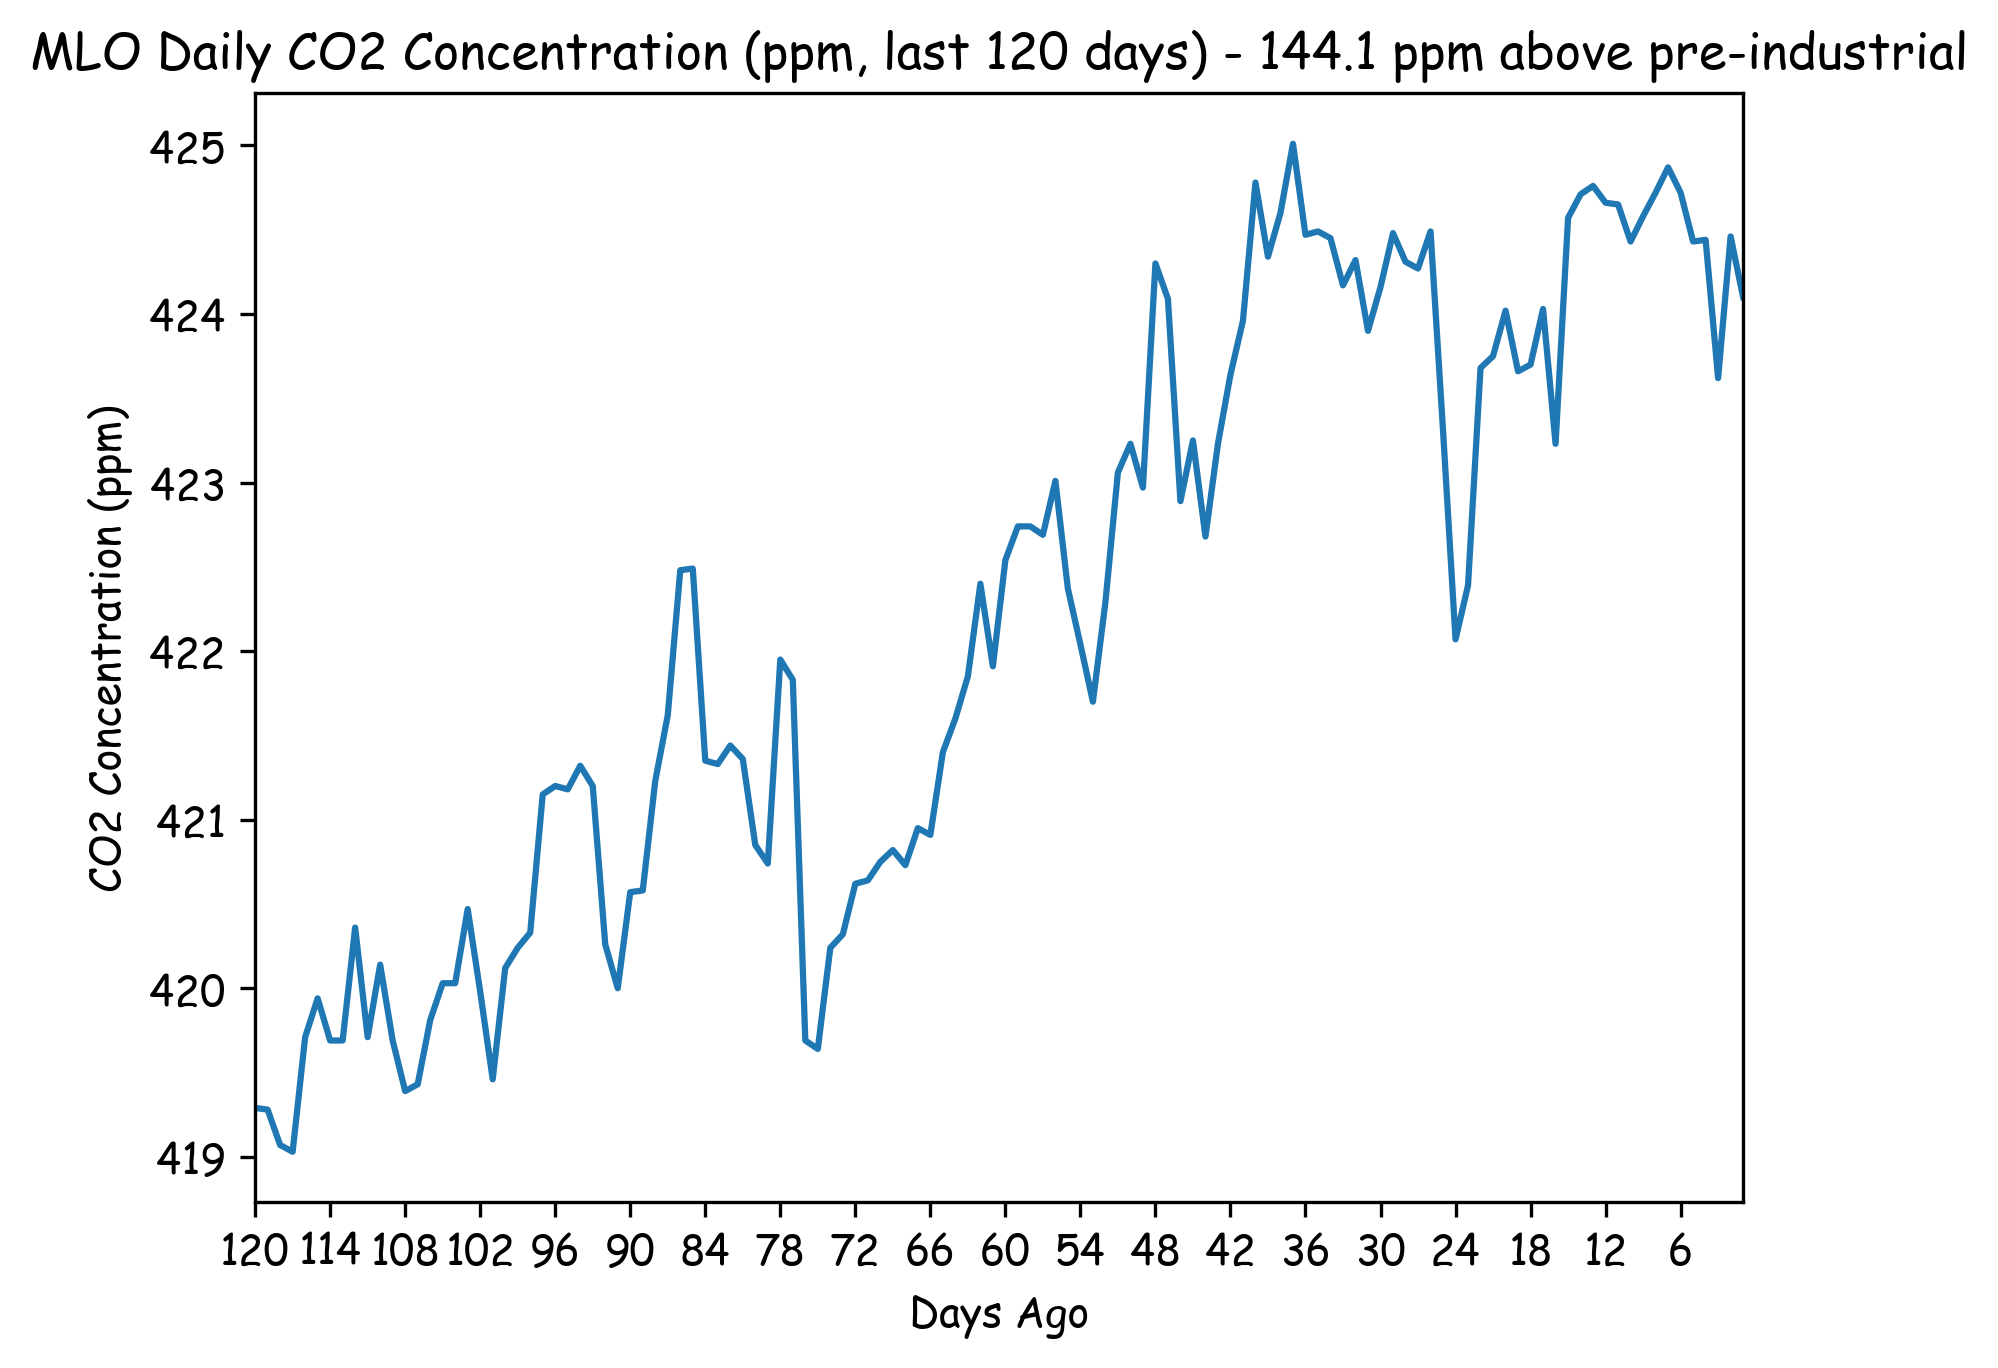 MLO Daily CO2 Concentration (ppm, last 120 days) - 144.1 ppm above pre-industrial
425
424
423
422
421
420
419
CO2 Concentration (ppm)
120 114 108 102 96 90 84 78 72 66 60 54 48 42 36 30 24 18 12 6
Days Ago